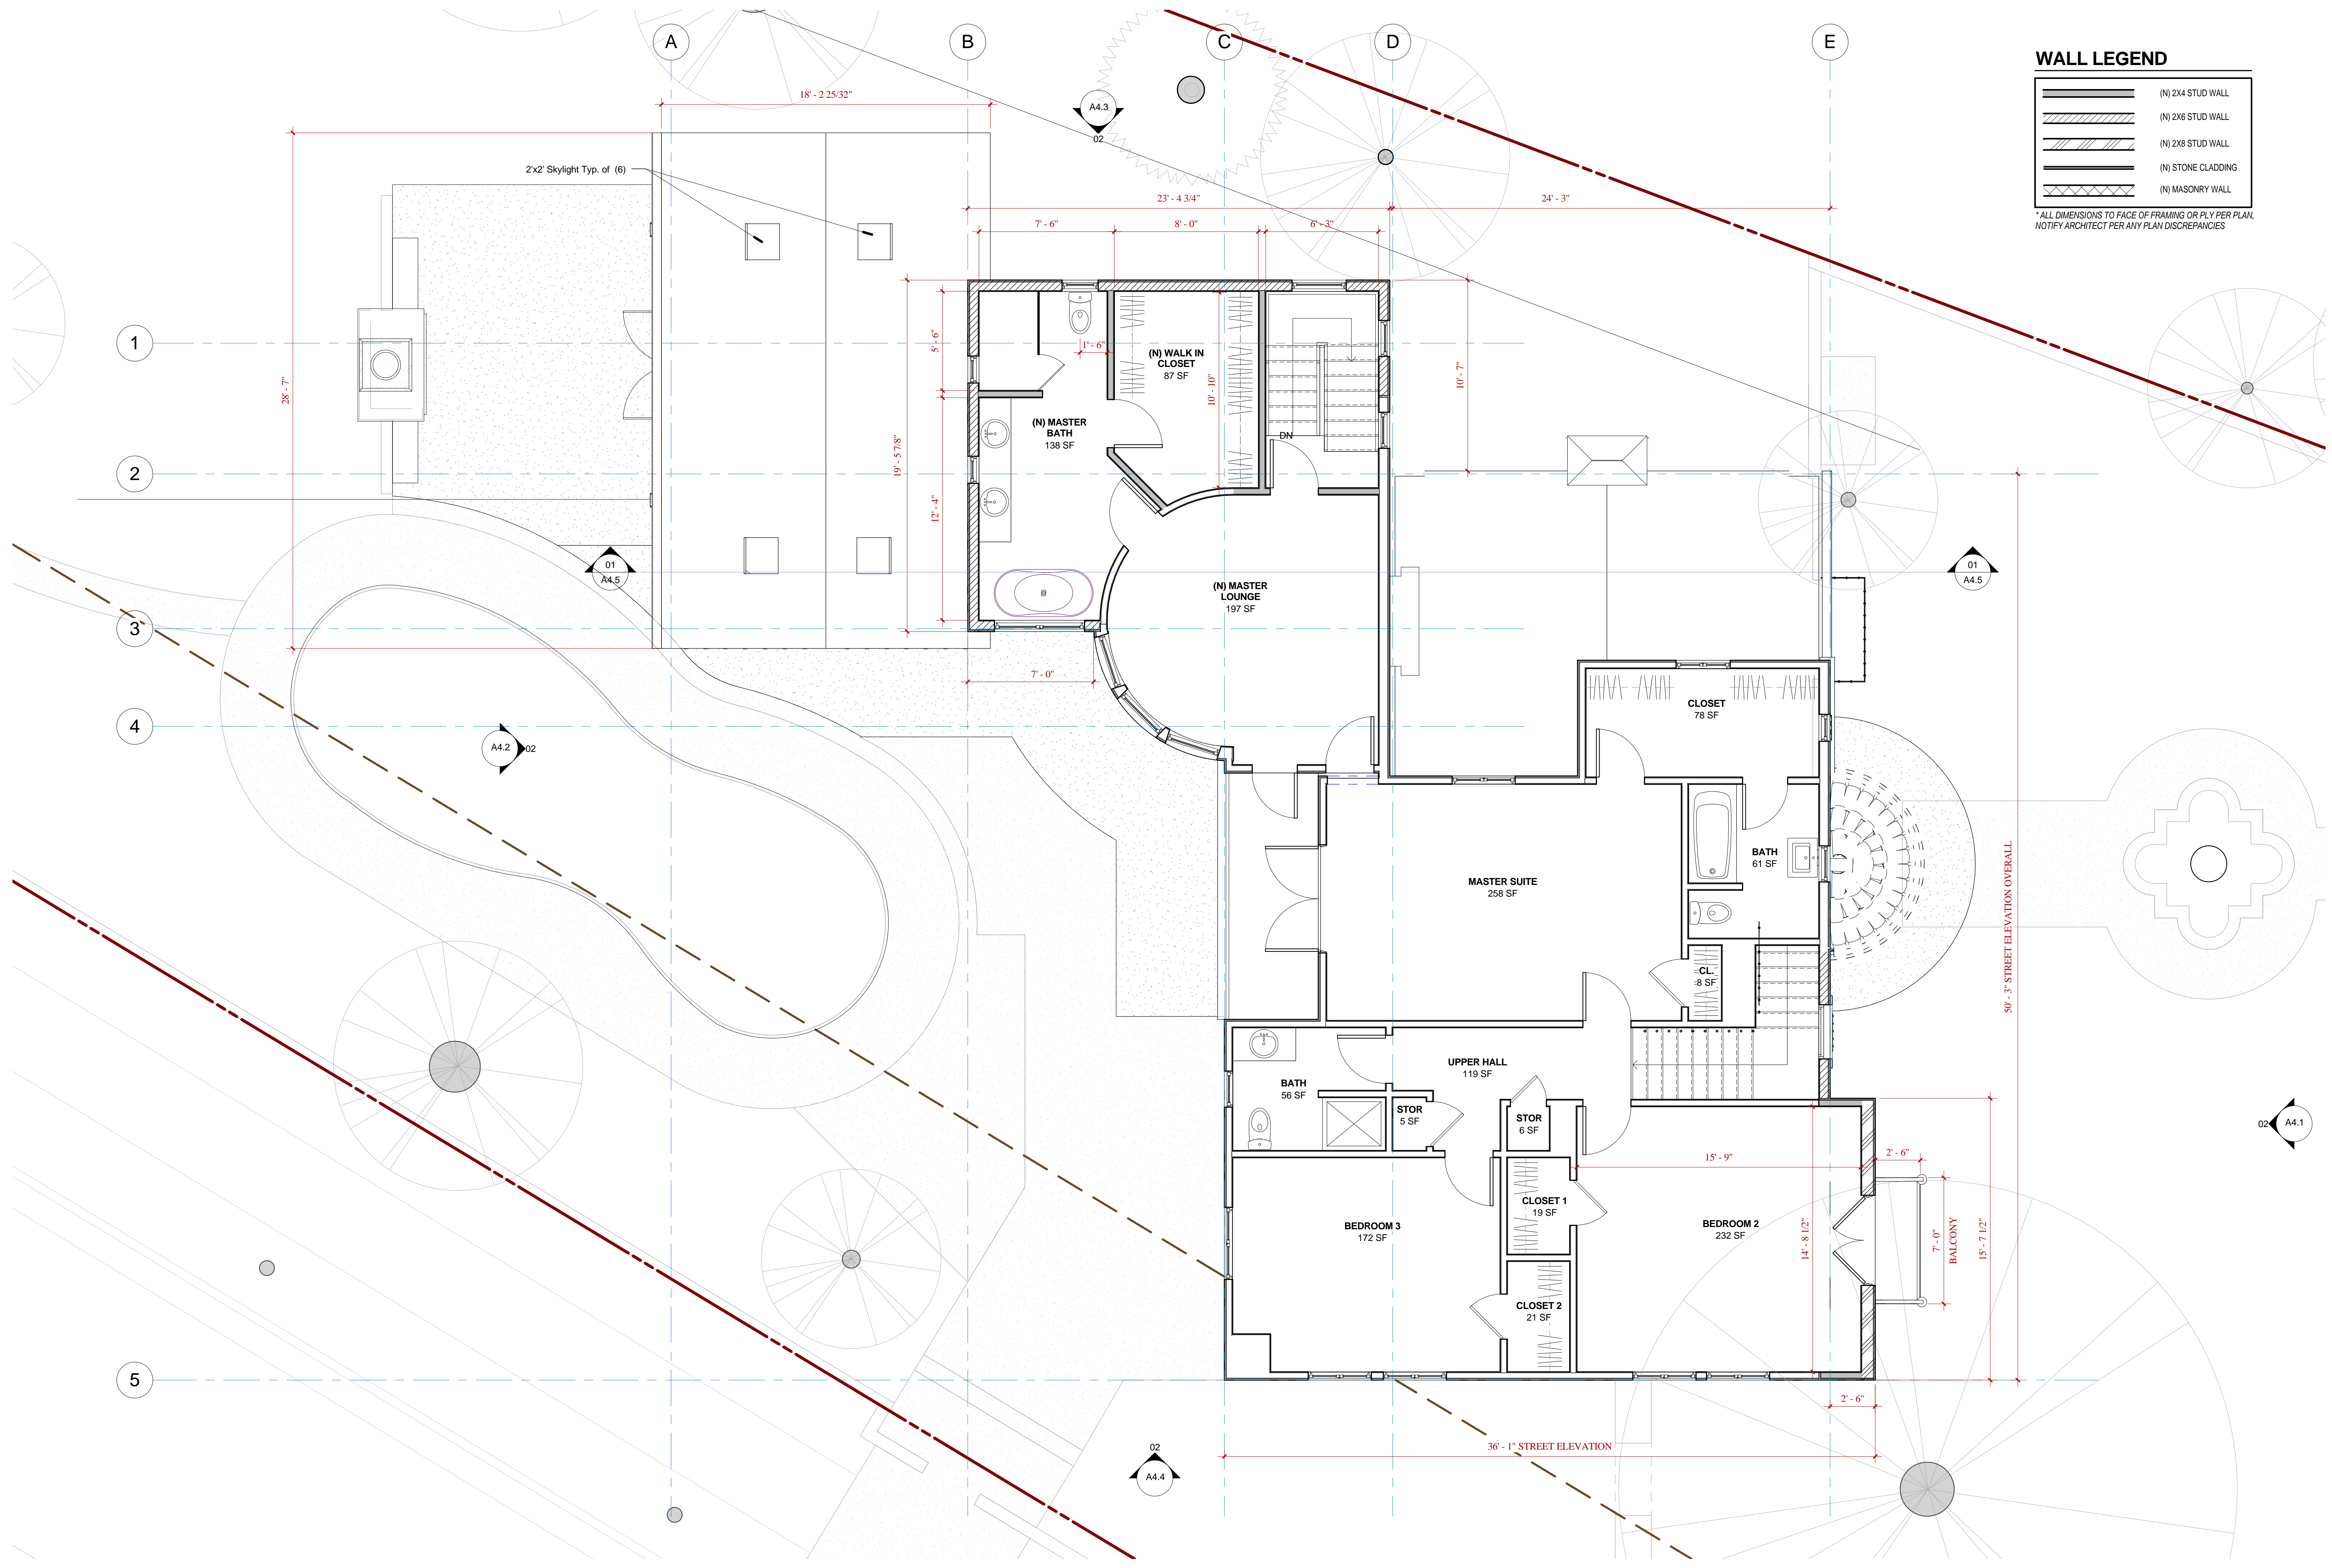 A
B
C
D
E
WALL LEGEND
(N) 2X4 STUD WALL
(N) 2X6 STUD WALL
(N) 2X8 STUD WALL
(N) STONE CLADDING
(N) MASONRY WALL
* ALL DIMENSIONS TO FACE OF FRAMING OR PLY PER PLAN,
NOTIFY ARCHITECT PER ANY PLAN DISCREPANCIES
18' - 2 25/32"
A4.3
02
2'x2' Skylight Typ. of (6)
23' - 4 3/4"
24' - 3"
7' - 6"
8' - 0"
6' - 3"
1
28' - 7"
5' - 6"
1' - 6"
(N) WALK IN
CLOSET
87 SF
10' - 10"
10' - 7"
(N) MASTER
BATH
138 SF
DN
2
19' - 5 7/8"
12' - 4"
01
A4.5
01
A4.5
(N) MASTER
LOUNGE
197 SF
3
7' - 0"
CLOSET
78 SF
4
A4.2
02
BATH
61 SF
MASTER SUITE
258 SF
50' - 3" STREET ELEVATION OVERALL
CL.
8 SF
UPPER HALL
119 SF
BATH
56 SF
STOR
5 SF
STOR
6 SF
02
A4.1
15' - 9"
2' - 6"
CLOSET 1
19 SF
BEDROOM 3
172 SF
BEDROOM 2
232 SF
14' - 8 1/2"
7' - 0"
BALCONY
15' - 7 1/2"
CLOSET 2
21 SF
5
2' - 6"
36' - 1" STREET ELEVATION
02
A4.4